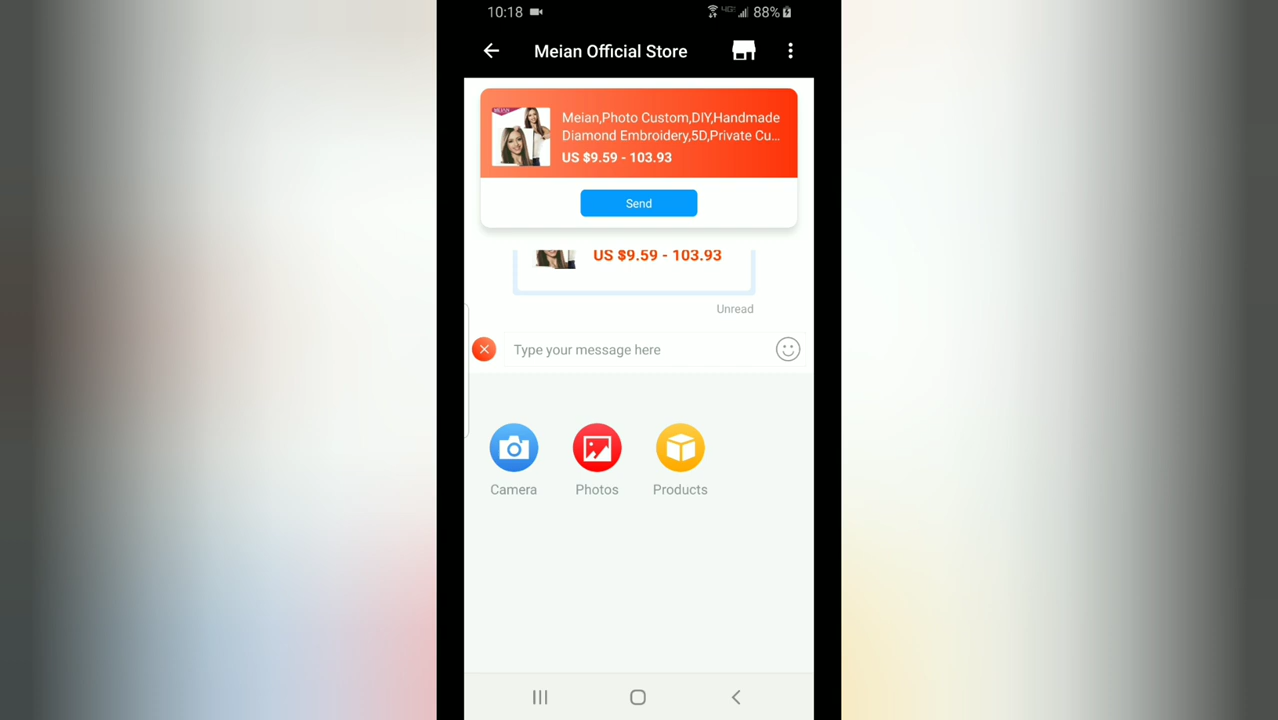 10:18 88%
Meian Official Store
Meian,Photo Custom,DIY,Handmade
Diamond Embroidery,5D,Private Cu...
US $9.59 - 103.93
Send
US $9.59 - 103.93
Unread
Type your message here
Camera Photos Products